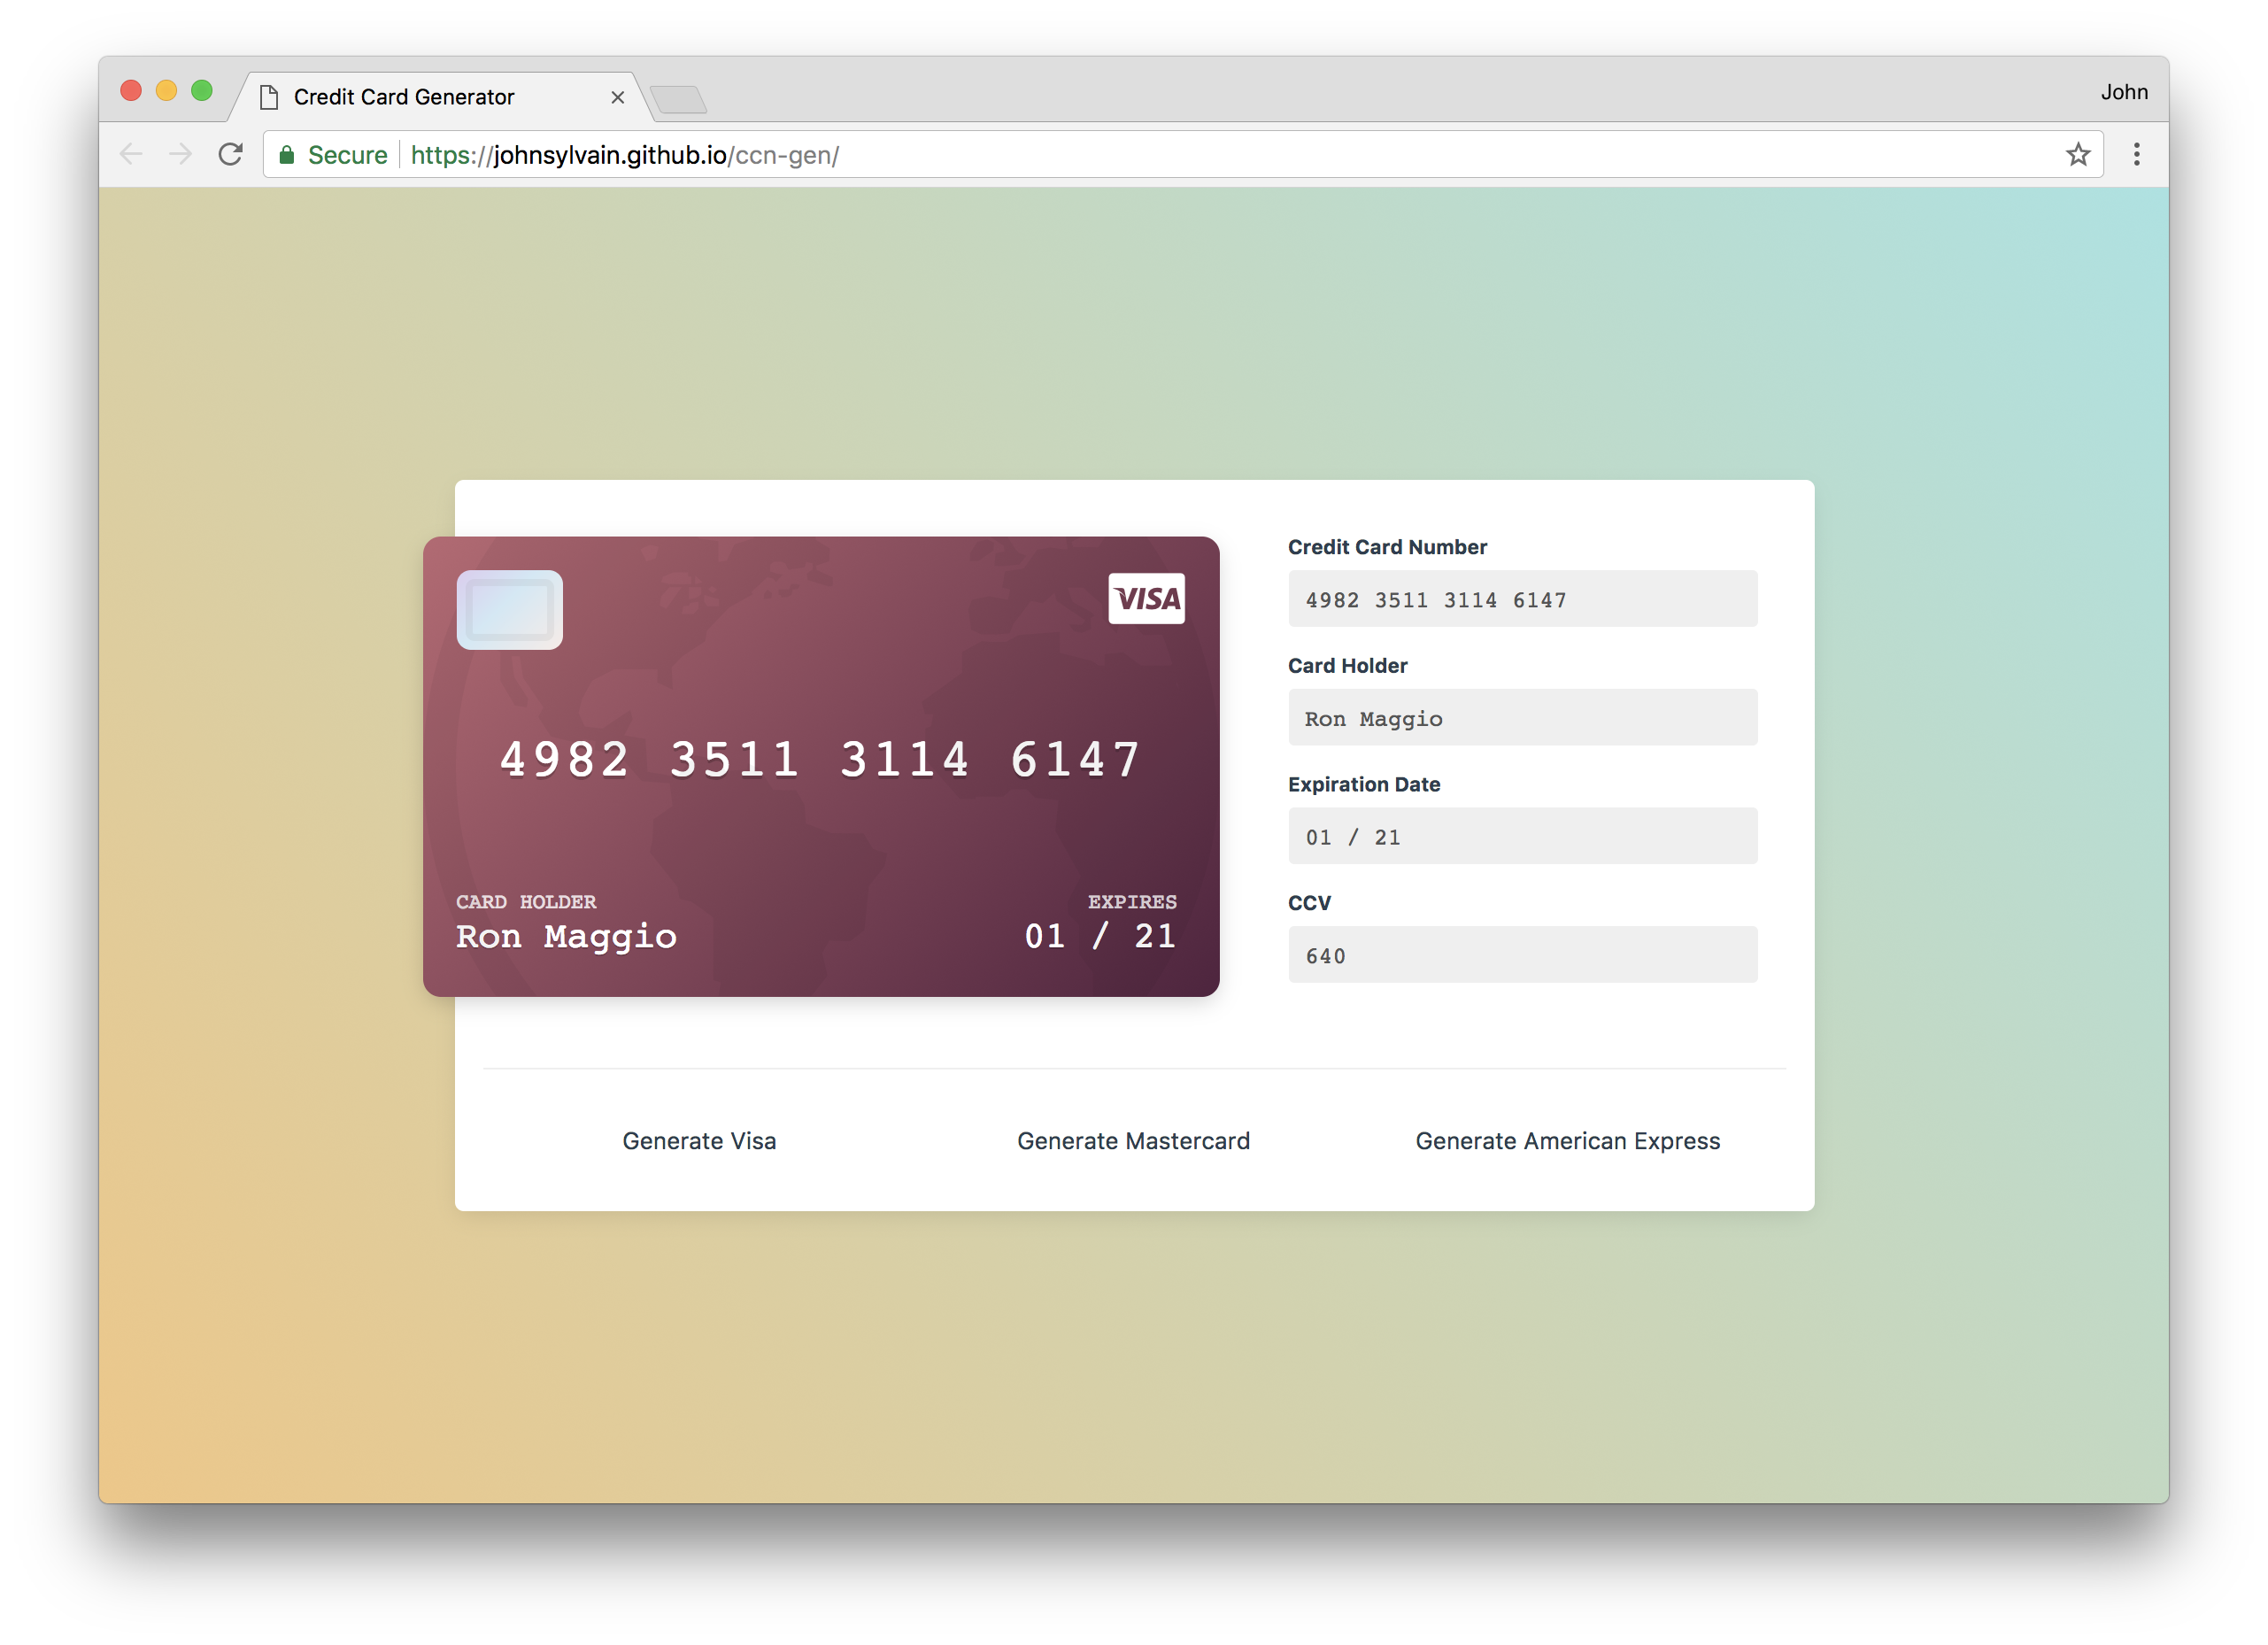 Credit Card Generator
John
Secure https://johnsylvain.github.io/ccn-gen/
VISA
4982 3511 3114 6147
CARD HOLDER
Ron Maggio
EXPIRES
01 / 21
Credit Card Number
4982 3511 3114 6147
Card Holder
Ron Maggio
Expiration Date
01 / 21
CCV
640
Generate Visa
Generate Mastercard
Generate American Express